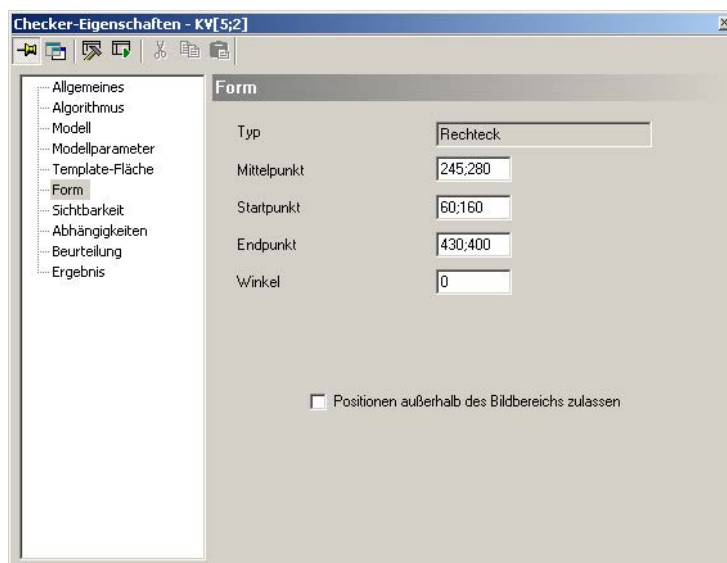 Checker-Eigenschaften - KV[5;2]
Allgemeines
Algorithmus
Modell
Modellparameter
Template-Fläche
Form
Sichtbarkeit
Abhängigkeiten
Beurteilung
Ergebnis
Form
Typ Rechteck
Mittelpunkt 245;280
Startpunkt 60;160
Endpunkt 430;400
Winkel 0
Positionen außerhalb des Bildbereichs zulassen